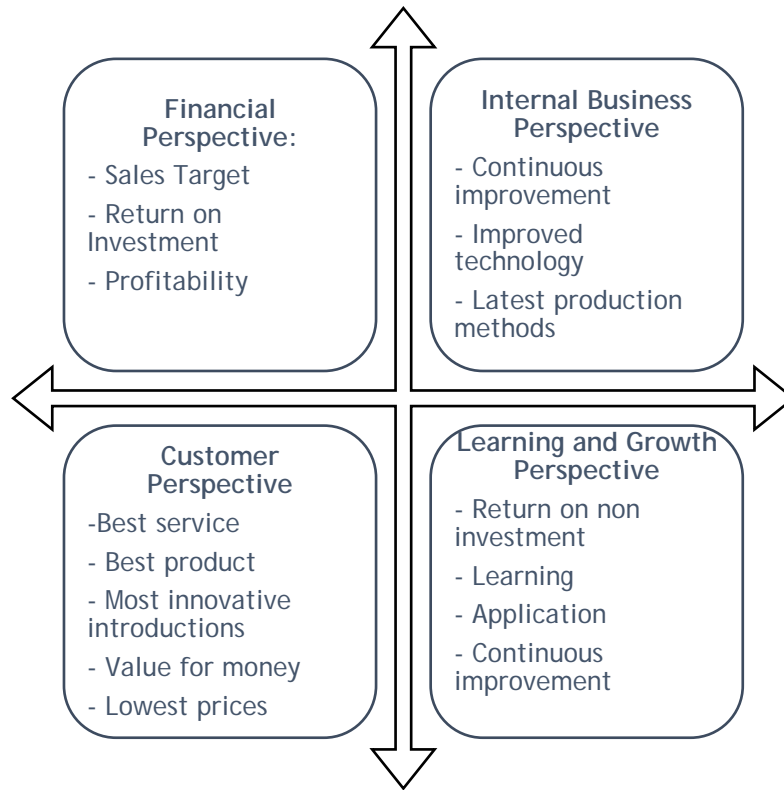 Financial
Perspective:
- Sales Target
- Return on
Investment
- Profitability
Internal Business
Perspective
- Continuous
improvement
- Improved
technology
- Latest production
methods
Customer
Perspective
-Best service
- Best product
- Most innovative
introductions
- Value for money
- Lowest prices
Learning and Growth
Perspective
- Return on non
investment
- Learning
- Application
- Continuous
improvement